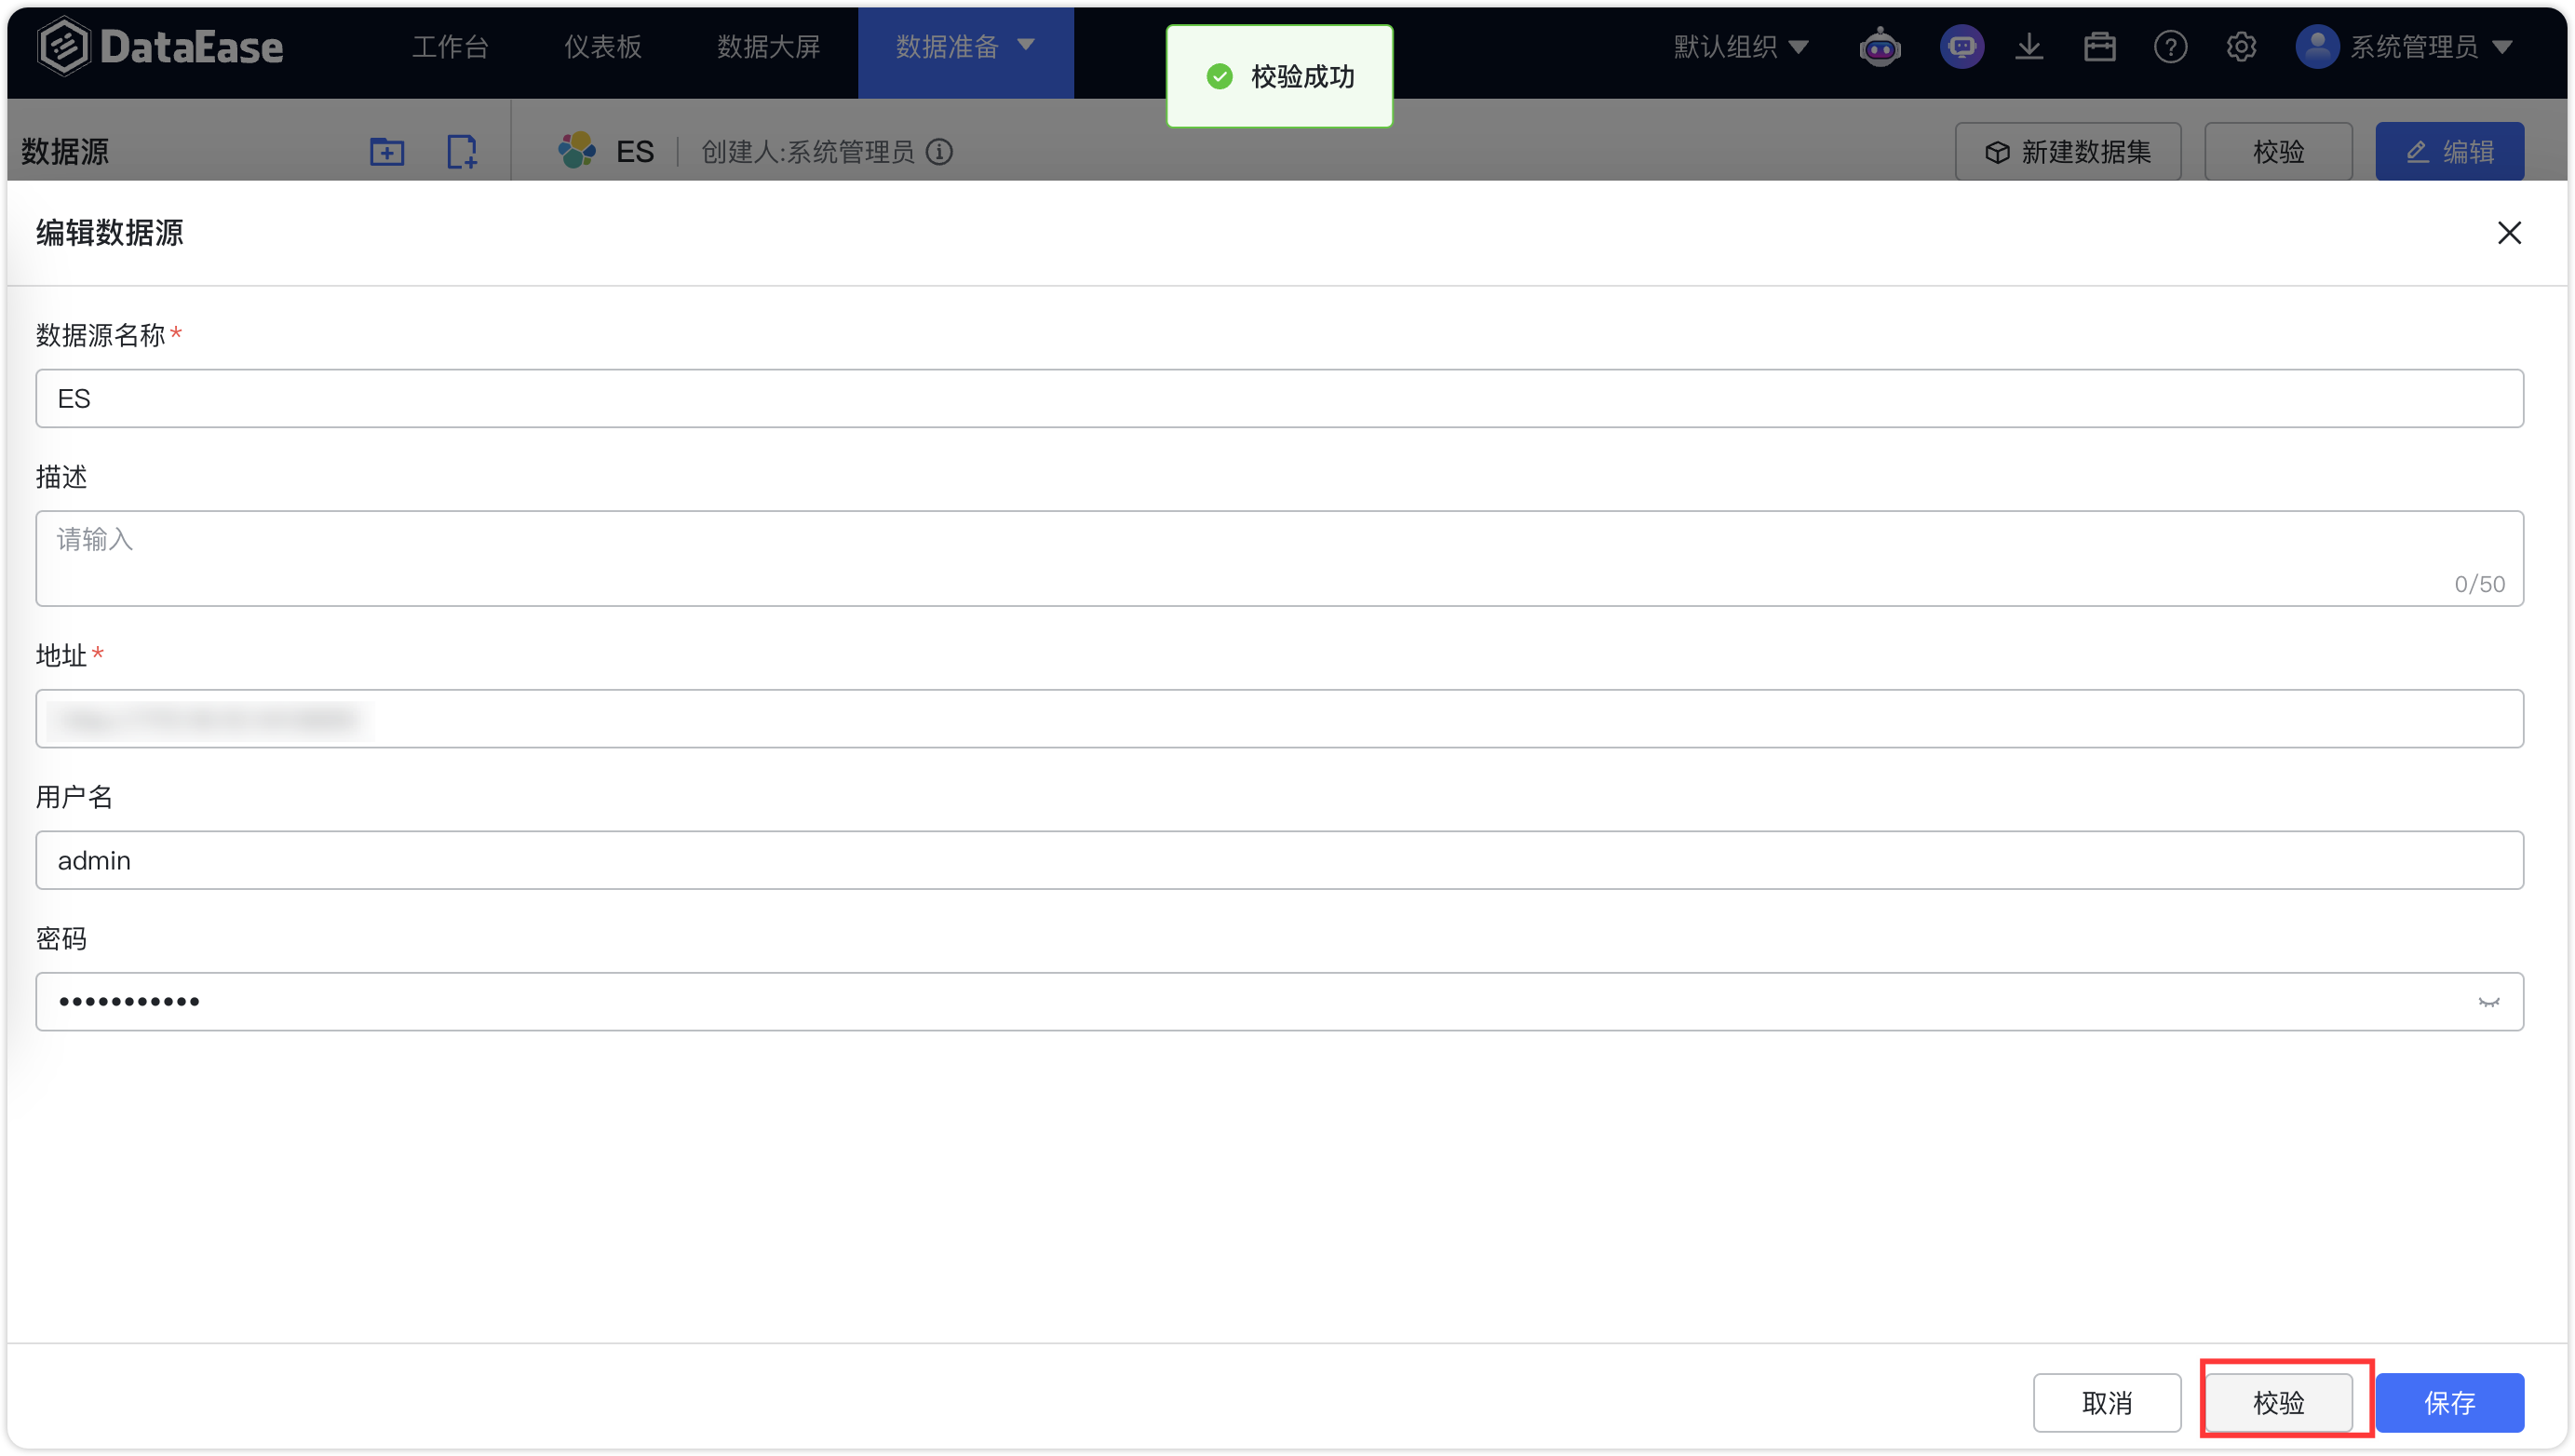 DataEase 工作台 仪表板 数据大屏 数据准备 默认组织 系统管理员
校验成功
数据源 ES 创建人:系统管理员 新建数据集 校验 编辑
编辑数据源
数据源名称*
ES
描述
请输入
0/50
地址*
用户名
admin
密码
•••••••••••
取消 校验 保存